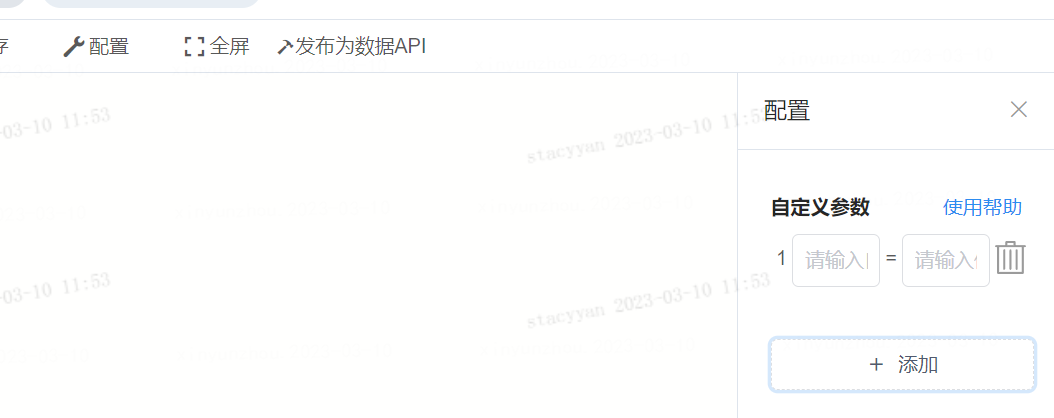 配置 全屏 发布为数据API
配置
-03-10 11:53
stacyyan 2023-03-10 11:53
自定义参数 使用帮助
1 请输入 = 请输入
-03-10 11:53
stacyyan 2023-03-10 11:53
+ 添加